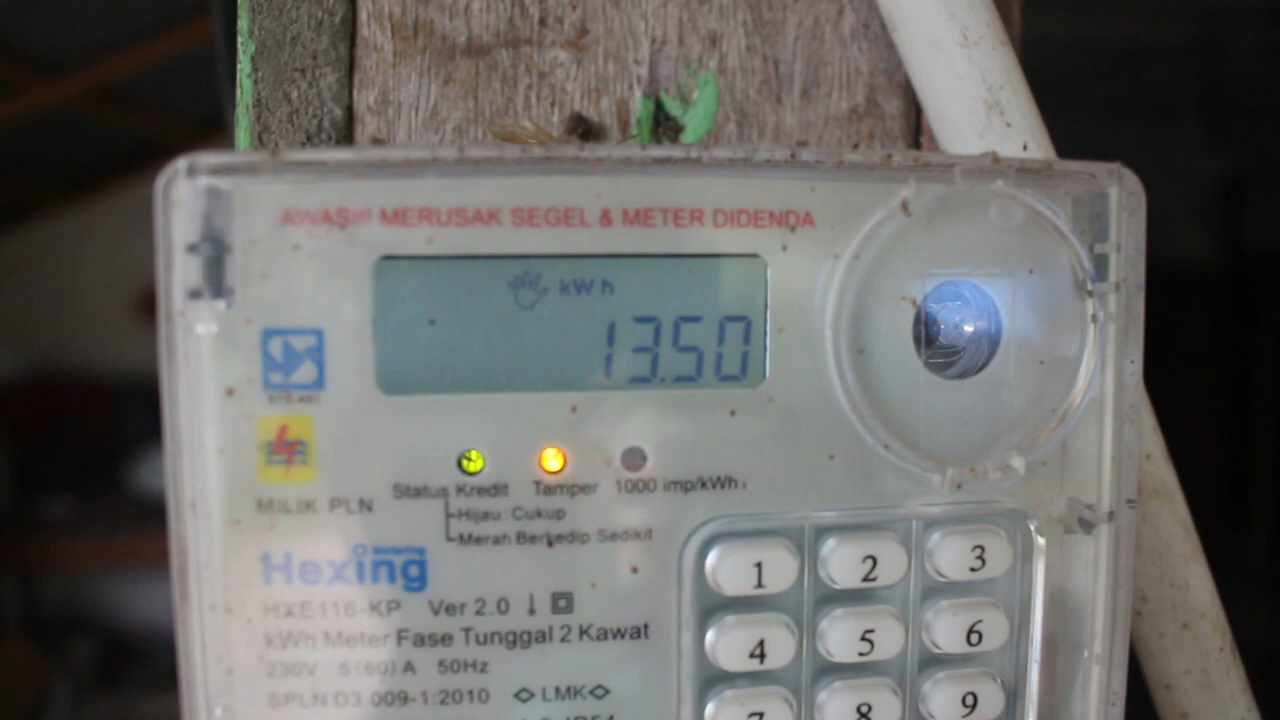 AWAS!!! MERUSAK SEGEL & METER DIDENDA
kWh
13.50
Status Kredit Tamper 1000 imp/kWh
Hijau: Cukup
Merah Berkedip: Sedikit
MILIK PLN
Hexing
HXE116-KP Ver 2.0
kWh Meter Fase Tunggal 2 Kawat
230V 5(60)A 50Hz
SPLN D3 009-1:2010 LMK
1 2 3
4 5 6
7 8 9